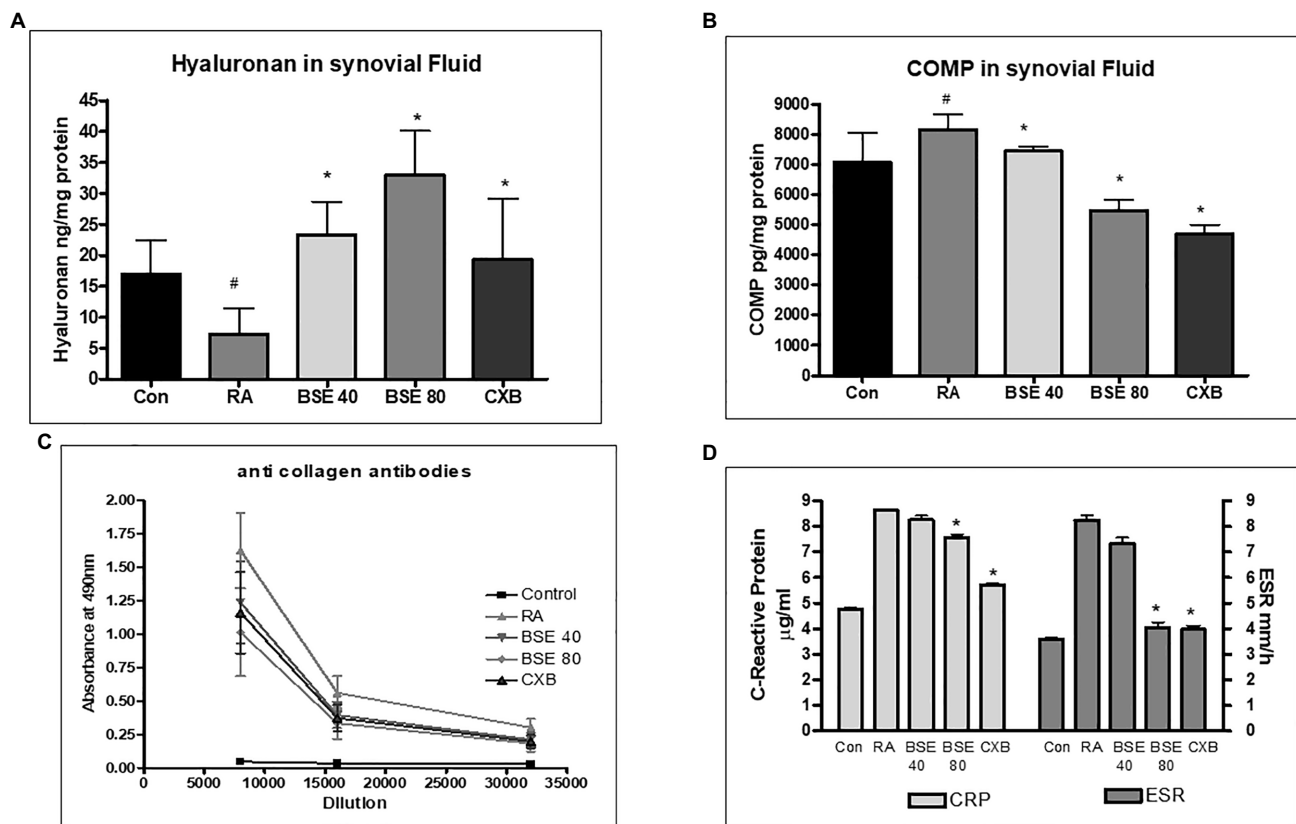 A
Hyaluronan in synovial Fluid
Hyaluronan ng/mg protein
45
40
35
30
25
20
15
10
5
0
*
#
*
*
Con RA BSE 40 BSE 80 CXB
B
COMP in synovial Fluid
COMP pg/mg protein
9000
8000
7000
6000
5000
4000
3000
2000
1000
0
#
*
*
*
Con RA BSE 40 BSE 80 CXB
C
anti collagen antibodies
Absorbance at 490nm
2.00
1.75
1.50
1.25
1.00
0.75
0.50
0.25
0.00
Control
RA
BSE 40
BSE 80
CXB
0 5000 10000 15000 20000 25000 30000 35000
Dilution
D
C-Reactive Protein
µg/ml
9
8
7
6
5
4
3
2
1
0
*
*
*
*
9
8
7
6
5
4
3
2
1
0
ESR mm/h
Con RA BSE BSE CXB Con RA BSE BSE CXB
40 80 40 80
CRP ESR